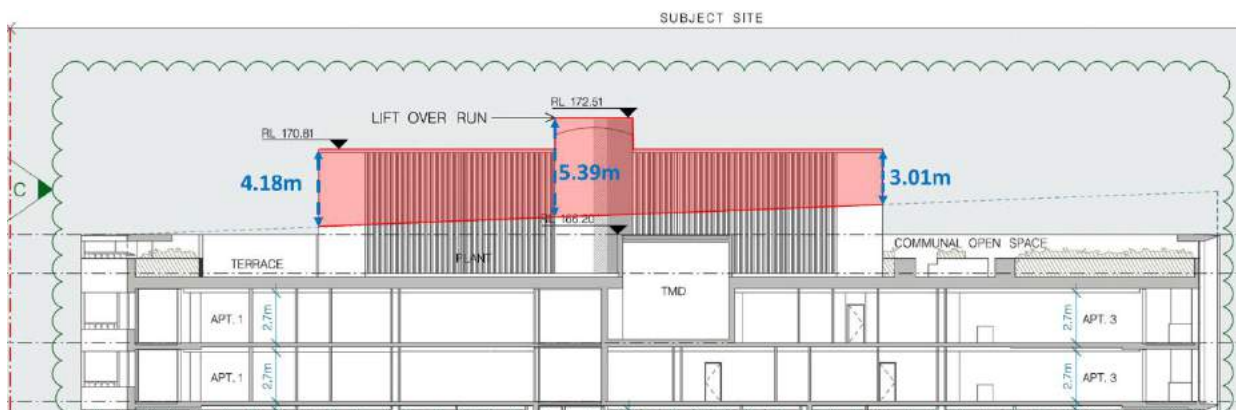 SUBJECT SITE
RL 172.51
LIFT OVER RUN
RL 170.81
4.18m
5.39m
3.01m
C
RL 166.20
COMMUNAL OPEN SPACE
TERRACE
PLANT
TMD
APT. 1
2.7m
2.7m
APT. 3
APT. 1
2.7m
2.7m
APT. 3